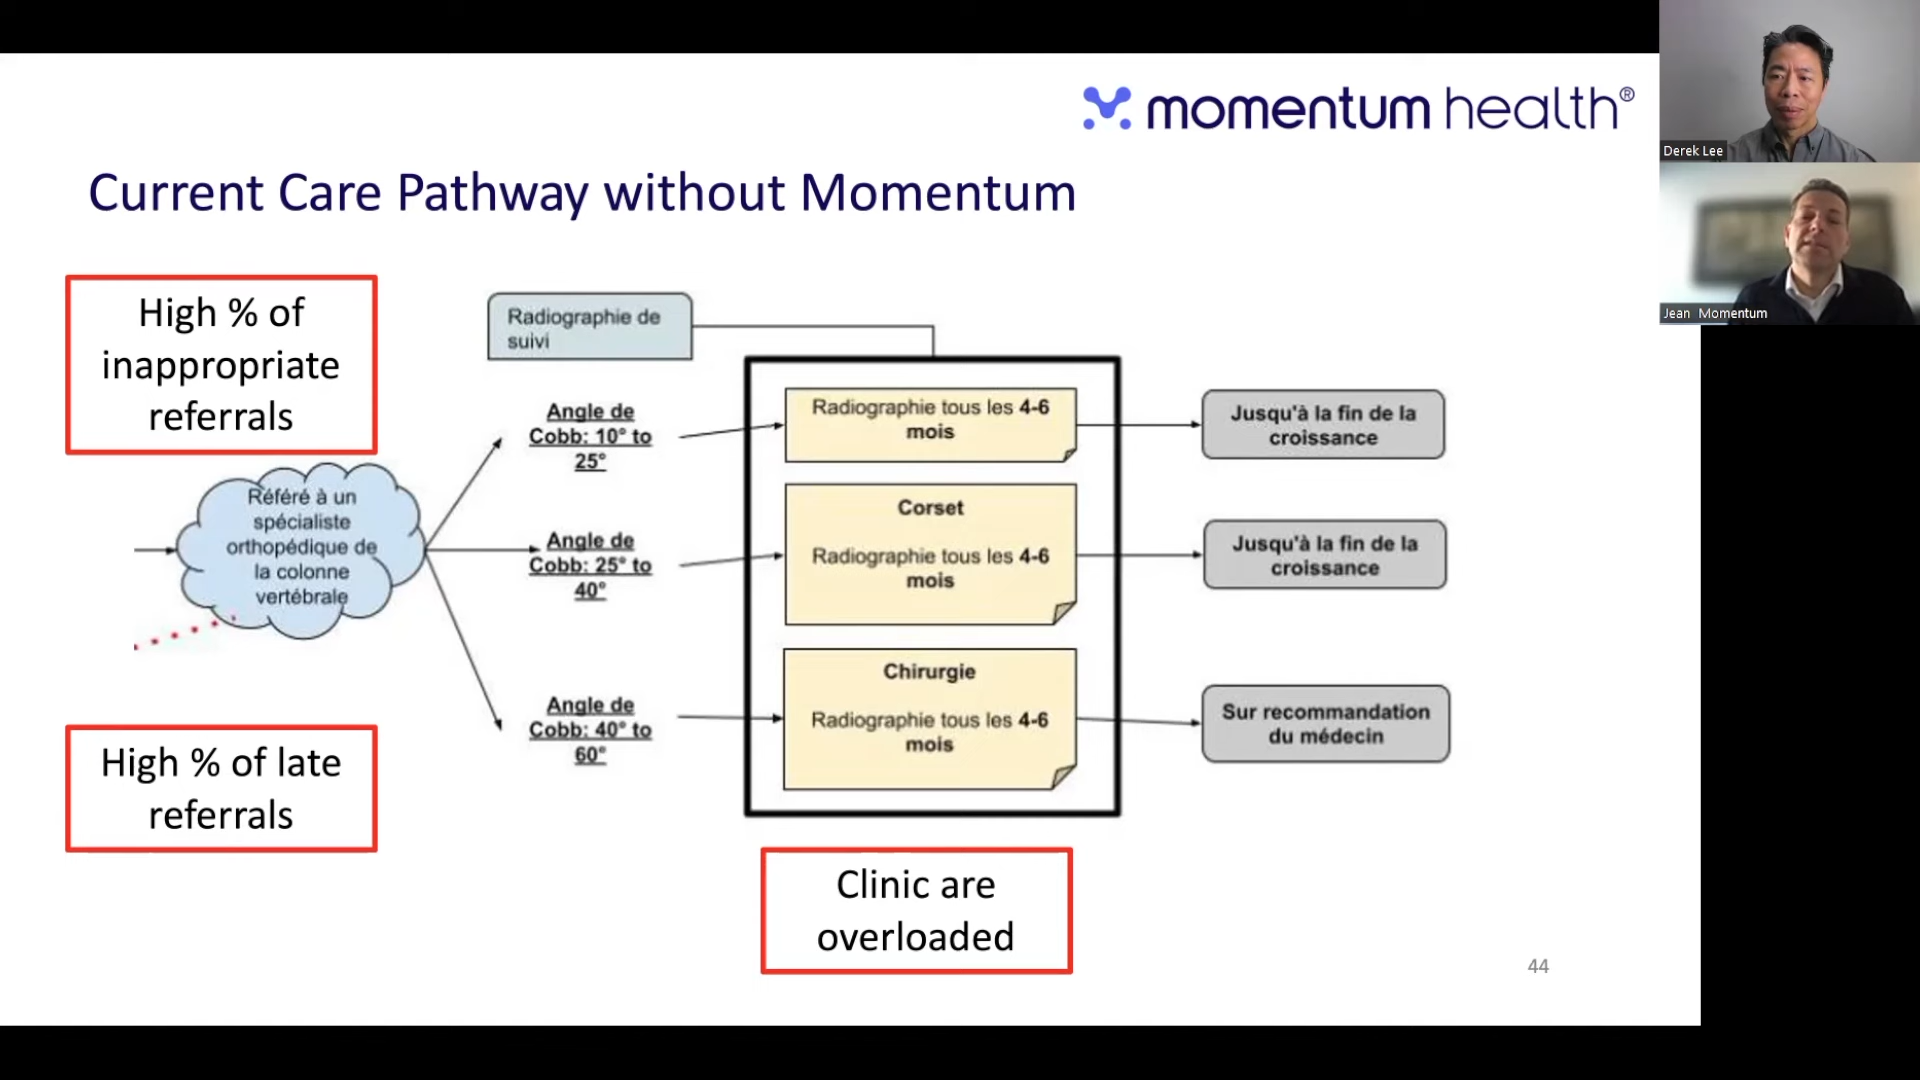 momentum health®
Derek Lee
Jean Momentum
Current Care Pathway without Momentum
High % of
inappropriate
referrals
Radiographie de
suivi
Référé à un
spécialiste
orthopédique de
la colonne
vertébrale
Angle de
Cobb: 10° to
25°
Radiographie tous les 4-6
mois
Jusqu'à la fin de la
croissance
Angle de
Cobb: 25° to
40°
Corset
Radiographie tous les 4-6
mois
Jusqu'à la fin de la
croissance
Angle de
Cobb: 40° to
60°
Chirurgie
Radiographie tous les 4-6
mois
Sur recommandation
du médecin
High % of late
referrals
Clinic are
overloaded
44